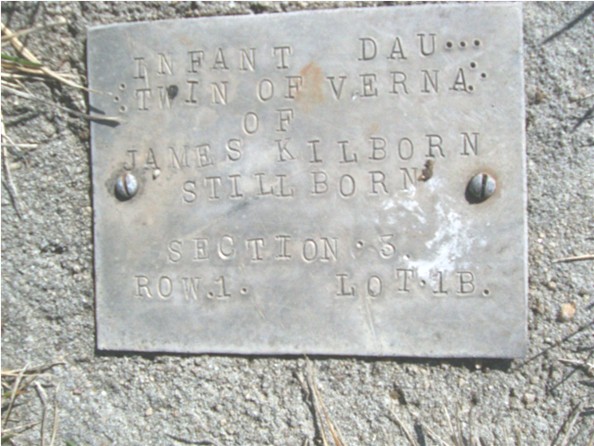 INFANT DAU...
:TWIN OF VERNA:
OF
JAMES KILBORN
STILLBORN
SECTION.3.
ROW.1. LOT.1B.